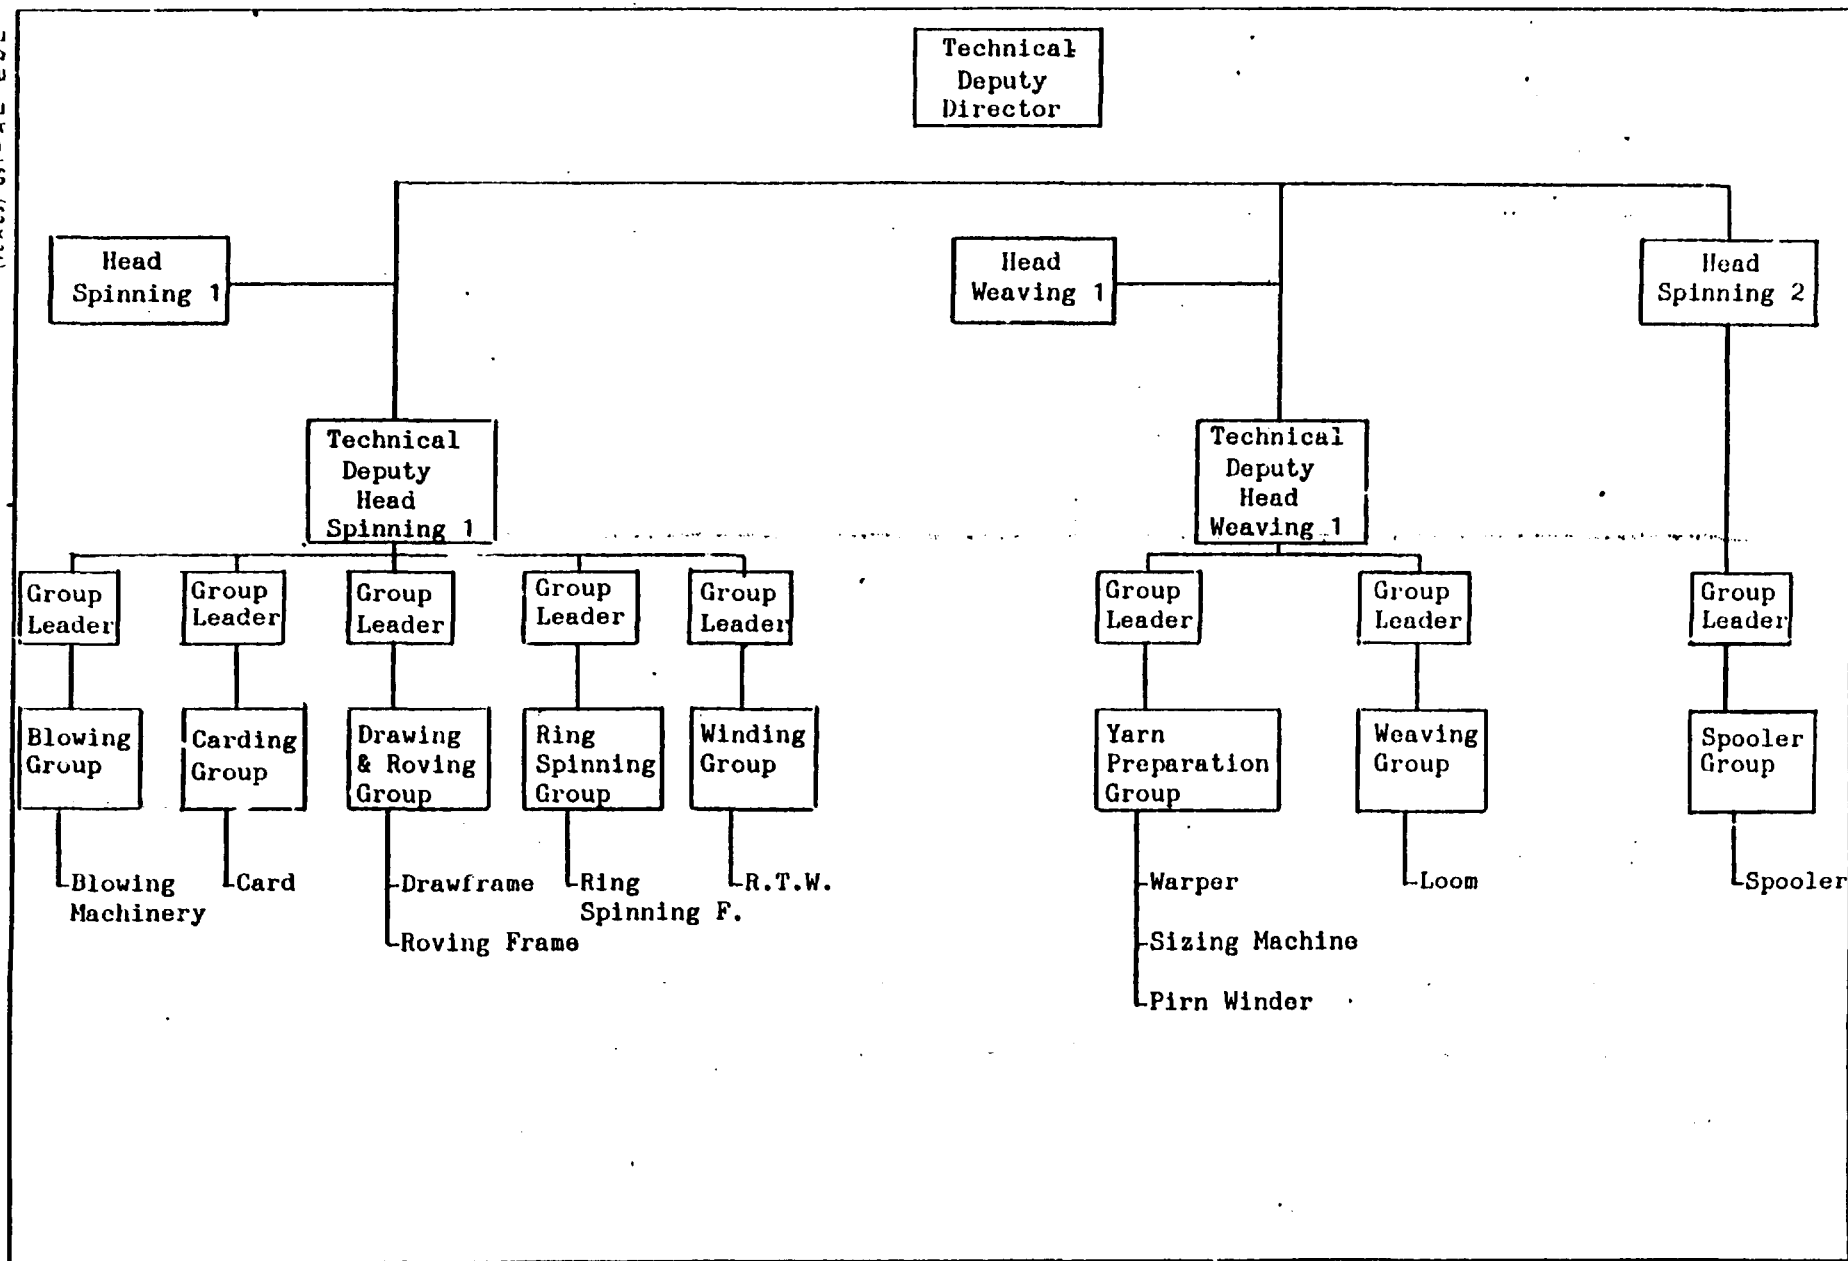 Technical
Deputy
Director
Head
Spinning 1
Head
Weaving 1
Head
Spinning 2
Technical
Deputy
Head
Spinning 1
Technical
Deputy
Head
Weaving 1
Group
Leader
Group
Leader
Group
Leader
Group
Leader
Group
Leader
Group
Leader
Group
Leader
Group
Leader
Blowing
Group
Carding
Group
Drawing
& Roving
Group
Ring
Spinning
Group
Winding
Group
Yarn
Preparation
Group
Weaving
Group
Spooler
Group
Blowing
Machinery
Card
Drawframe
Roving Frame
Ring
Spinning F.
R.T.W.
Warper
Sizing Machine
Pirn Winder
Loom
Spooler